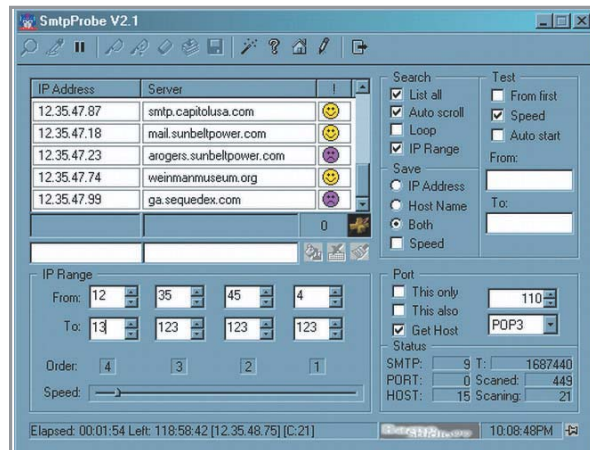 SmtpProbe V2.1
IP Address Server !
12.35.47.87 smtp.capitolusa.com
12.35.47.18 mail.sunbeltpower.com
12.35.47.23 arogers.sunbeltpower.com
12.35.47.74 weinmanmuseum.org
12.35.47.99 ga.sequedex.com
0
Search
List all
Auto scroll
Loop
IP Range
Save
IP Address
Host Name
Both
Speed
Test
From first
Speed
Auto start
From:
To:
IP Range
From: 12 35 45 4
To: 13 123 123 123
Order: 4 3 2 1
Speed:
Port
This only 110
This also
Get Host POP3
Status
SMTP: 9 T: 1687440
PORT: 0 Scaned: 449
HOST: 15 Scaning: 21
Elapsed: 00:01:54 Left: 118:58:42 [12.35.48.75] [C:21]
10:08:48PM